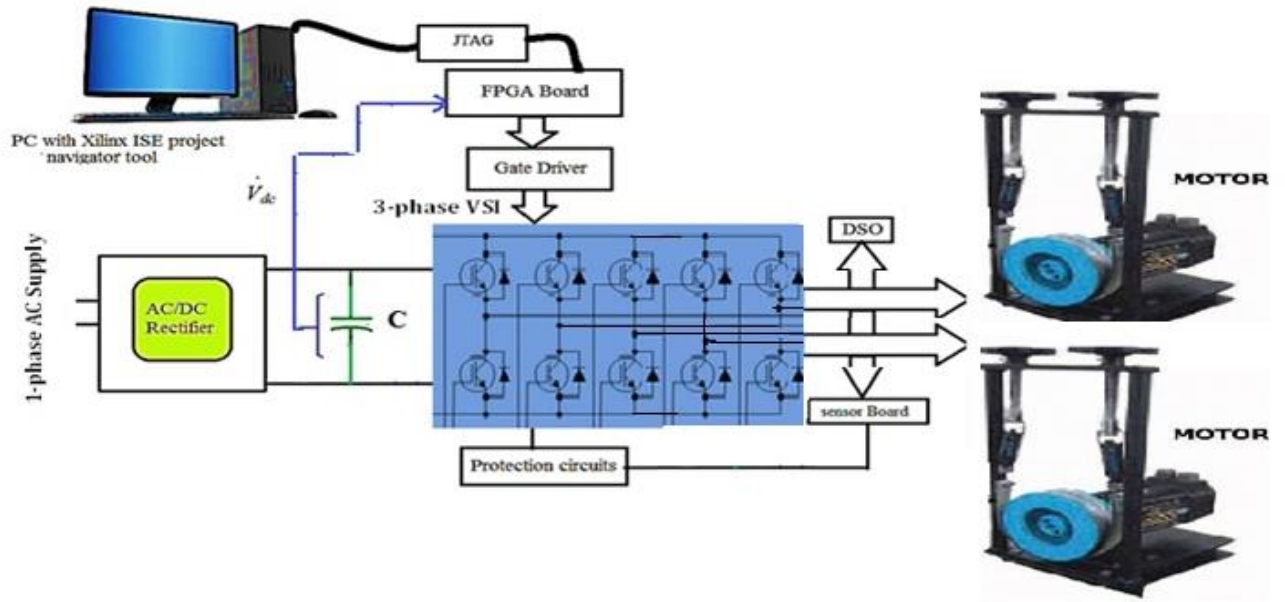 JTAG
FPGA Board
PC with Xilinx ISE project
navigator tool
Gate Driver
V̇dc
3-phase VSI
MOTOR
DSO
1-phase AC Supply
AC/DC
Rectifier
C
sensor Board
Protection circuits
MOTOR